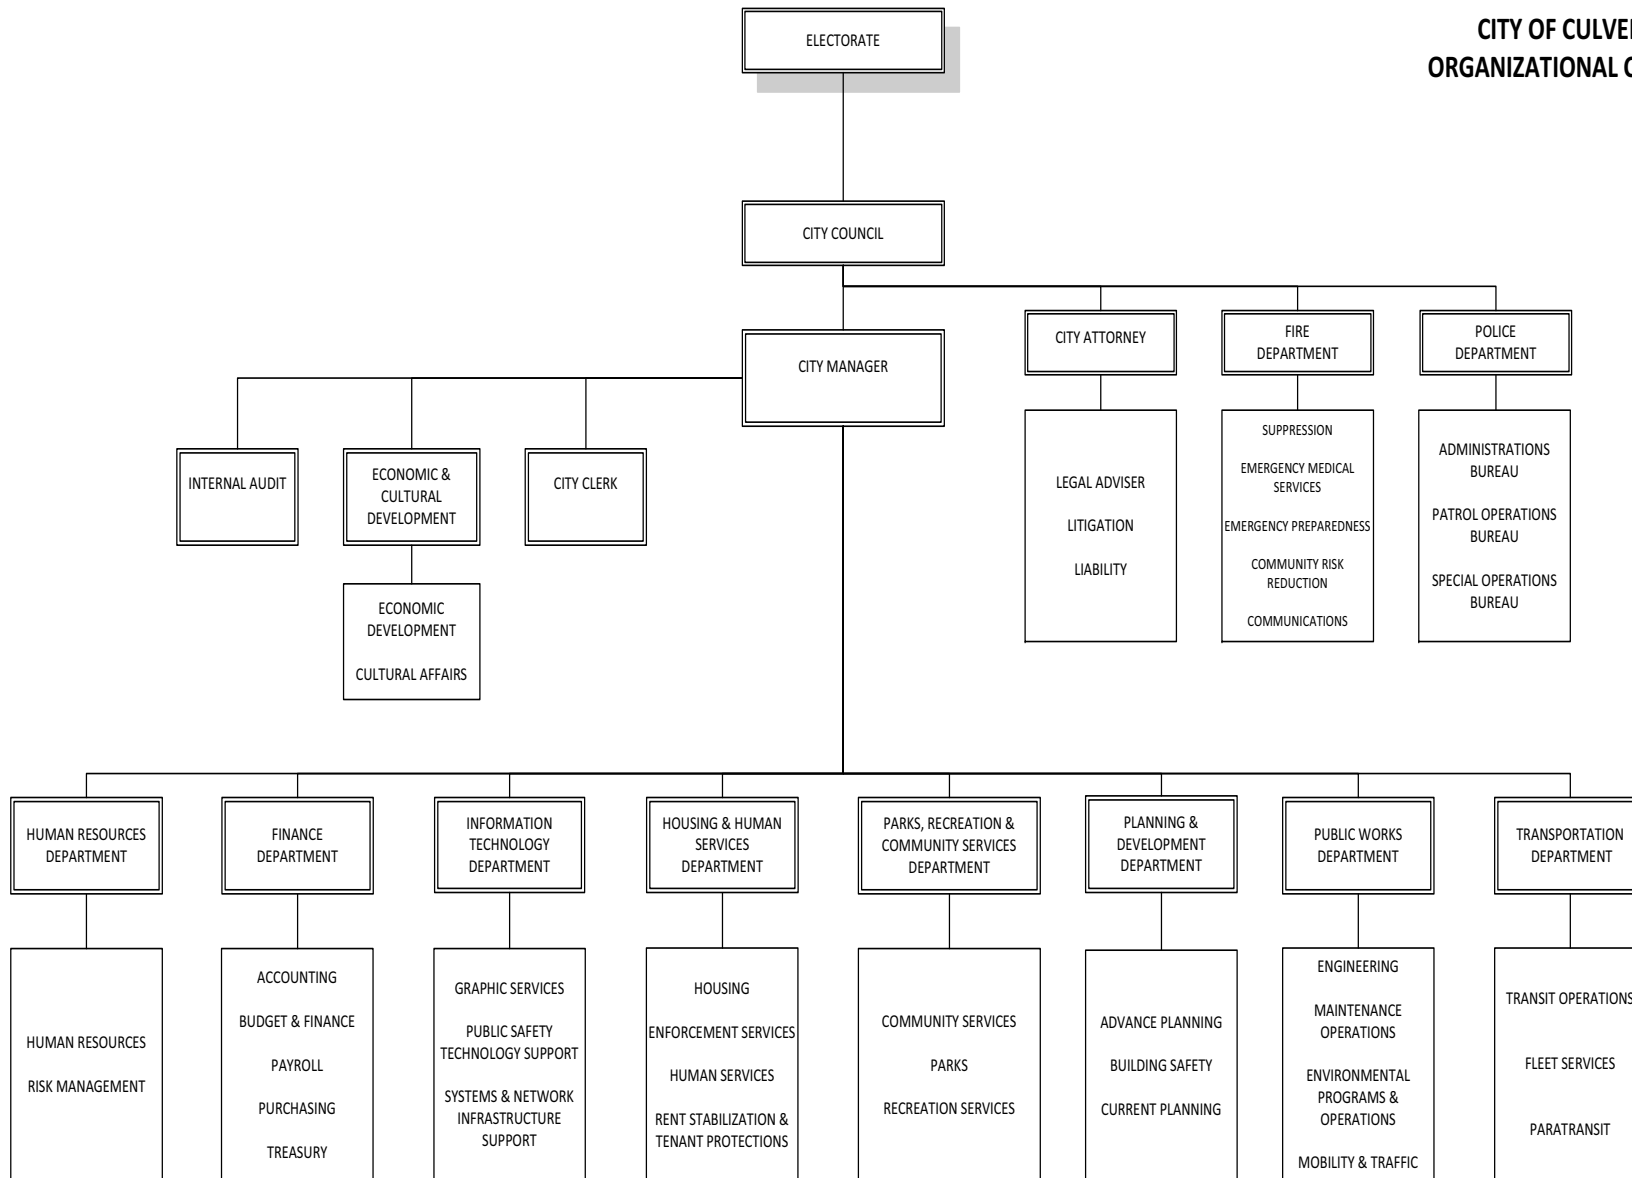 CITY OF CULVE
ORGANIZATIONAL
ELECTORATE
CITY COUNCIL
CITY MANAGER
CITY ATTORNEY
FIRE
DEPARTMENT
POLICE
DEPARTMENT
LEGAL ADVISER
LITIGATION
LIABILITY
SUPPRESSION
EMERGENCY MEDICAL
SERVICES
EMERGENCY PREPAREDNESS
COMMUNITY RISK
REDUCTION
COMMUNICATIONS
ADMINISTRATIONS
BUREAU
PATROL OPERATIONS
BUREAU
SPECIAL OPERATIONS
BUREAU
INTERNAL AUDIT
ECONOMIC &
CULTURAL
DEVELOPMENT
CITY CLERK
ECONOMIC
DEVELOPMENT
CULTURAL AFFAIRS
HUMAN RESOURCES
DEPARTMENT
FINANCE
DEPARTMENT
INFORMATION
TECHNOLOGY
DEPARTMENT
HOUSING & HUMAN
SERVICES
DEPARTMENT
PARKS, RECREATION &
COMMUNITY SERVICES
DEPARTMENT
PLANNING &
DEVELOPMENT
DEPARTMENT
PUBLIC WORKS
DEPARTMENT
TRANSPORTATION
DEPARTMENT
HUMAN RESOURCES
RISK MANAGEMENT
ACCOUNTING
BUDGET & FINANCE
PAYROLL
PURCHASING
TREASURY
GRAPHIC SERVICES
PUBLIC SAFETY
TECHNOLOGY SUPPORT
SYSTEMS & NETWORK
INFRASTRUCTURE
SUPPORT
HOUSING
ENFORCEMENT SERVICES
HUMAN SERVICES
RENT STABILIZATION &
TENANT PROTECTIONS
COMMUNITY SERVICES
PARKS
RECREATION SERVICES
ADVANCE PLANNING
BUILDING SAFETY
CURRENT PLANNING
ENGINEERING
MAINTENANCE
OPERATIONS
ENVIRONMENTAL
PROGRAMS &
OPERATIONS
MOBILITY & TRAFFIC
TRANSIT OPERATIONS
FLEET SERVICES
PARATRANSIT